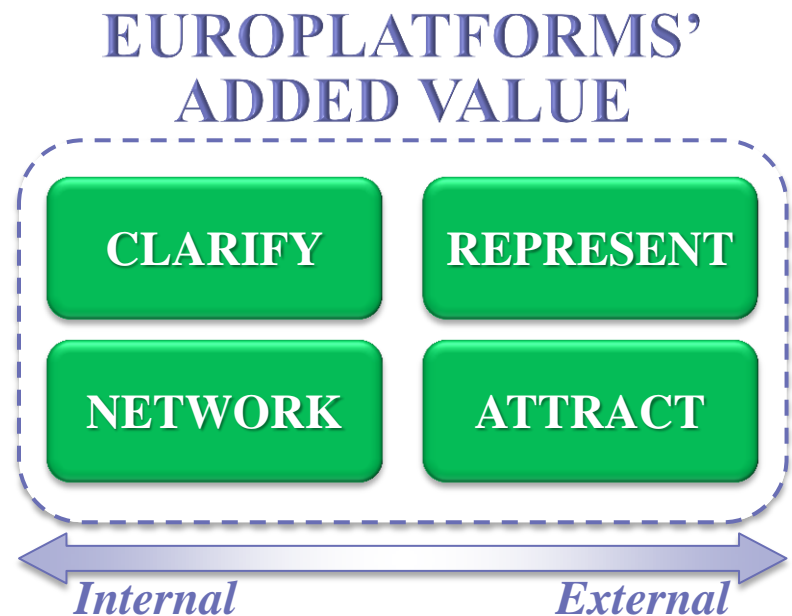 EUROPLATFORMS’
ADDED VALUE
CLARIFY
REPRESENT
NETWORK
ATTRACT
Internal
External